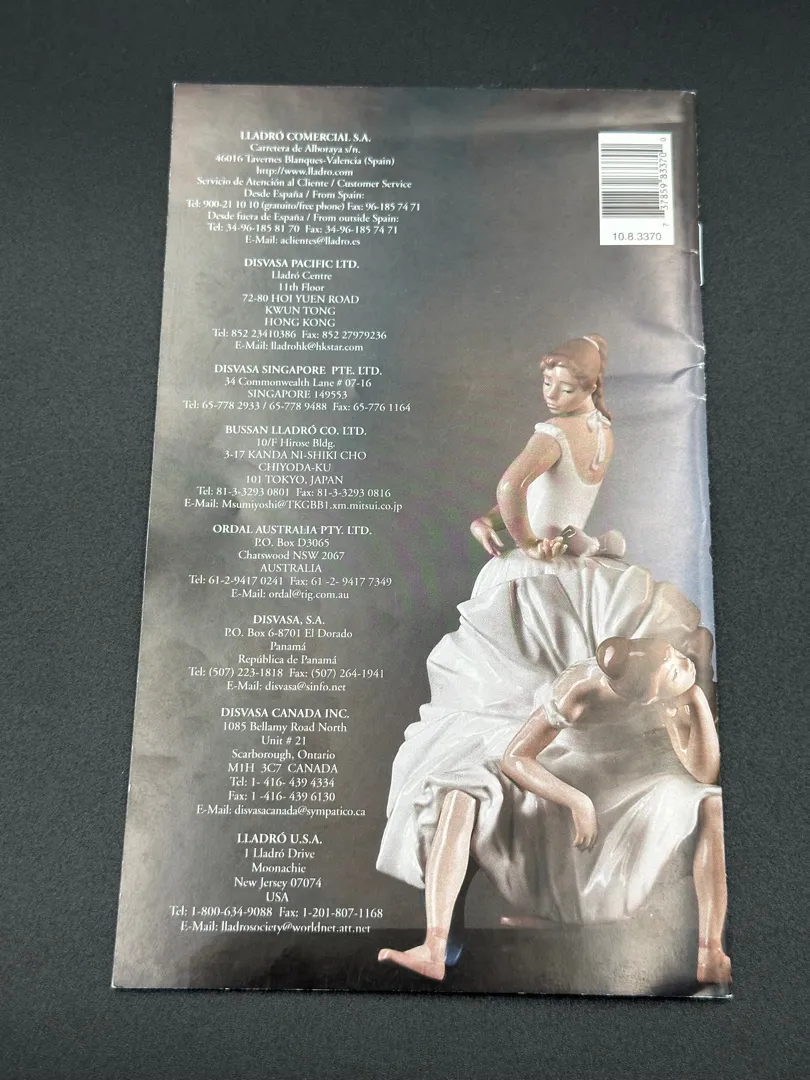 LLADRÓ COMERCIAL S.A.
Carretera de Alboraya s/n.
46016 Tavernes Blanques-Valencia (Spain)
http://www.lladro.com
Servicio de Atención al Cliente / Customer Service
Desde España / From Spain:
Tel: 900-21 10 10 (gratuito/free phone) Fax: 96-185 74 71
Desde fuera de España / From outside Spain:
Tel: 34-96-185 81 70 Fax: 34-96-185 74 71
E-Mail: aclientes@lladro.es
DISVASA PACIFIC LTD.
Lladró Centre
11th Floor
72-80 HOI YUEN ROAD
KWUN TONG
HONG KONG
Tel: 852 23410386 Fax: 852 27979236
E-Mail: lladrohk@hkstar.com
DISVASA SINGAPORE PTE. LTD.
34 Commonwealth Lane # 07-16
SINGAPORE 149553
Tel: 65-778 2933 / 65-778 9488 Fax: 65-776 1164
BUSSAN LLADRÓ CO. LTD.
10/F Hirose Bldg.
3-17 KANDA NI-SHIKI CHO
CHIYODA-KU
101 TOKYO, JAPAN
Tel: 81-3-3293 0801 Fax: 81-3-3293 0816
E-Mail: Msumiyoshi@TKGBB1.xm.mitsui.co.jp
ORDAL AUSTRALIA PTY. LTD.
P.O. Box D3065
Chatswood NSW 2067
AUSTRALIA
Tel: 61-2-9417 0241 Fax: 61 -2- 9417 7349
E-Mail: ordal@tig.com.au
DISVASA, S.A.
P.O. Box 6-8701 El Dorado
Panamá
República de Panamá
Tel: (507) 223-1818 Fax: (507) 264-1941
E-Mail: disvasa@sinfo.net
DISVASA CANADA INC.
1085 Bellamy Road North
Unit # 21
Scarborough, Ontario
M1H 3C7 CANADA
Tel: 1- 416- 439 4334
Fax: 1 -416- 439 6130
E-Mail: disvasacanada@sympatico.ca
LLADRÓ U.S.A.
1 Lladró Drive
Moonachie
New Jersey 07074
USA
Tel: 1-800-634-9088 Fax: 1-201-807-1168
E-Mail: lladrosociety@worldnet.att.net
7 37859 83370 0
10.8.3370